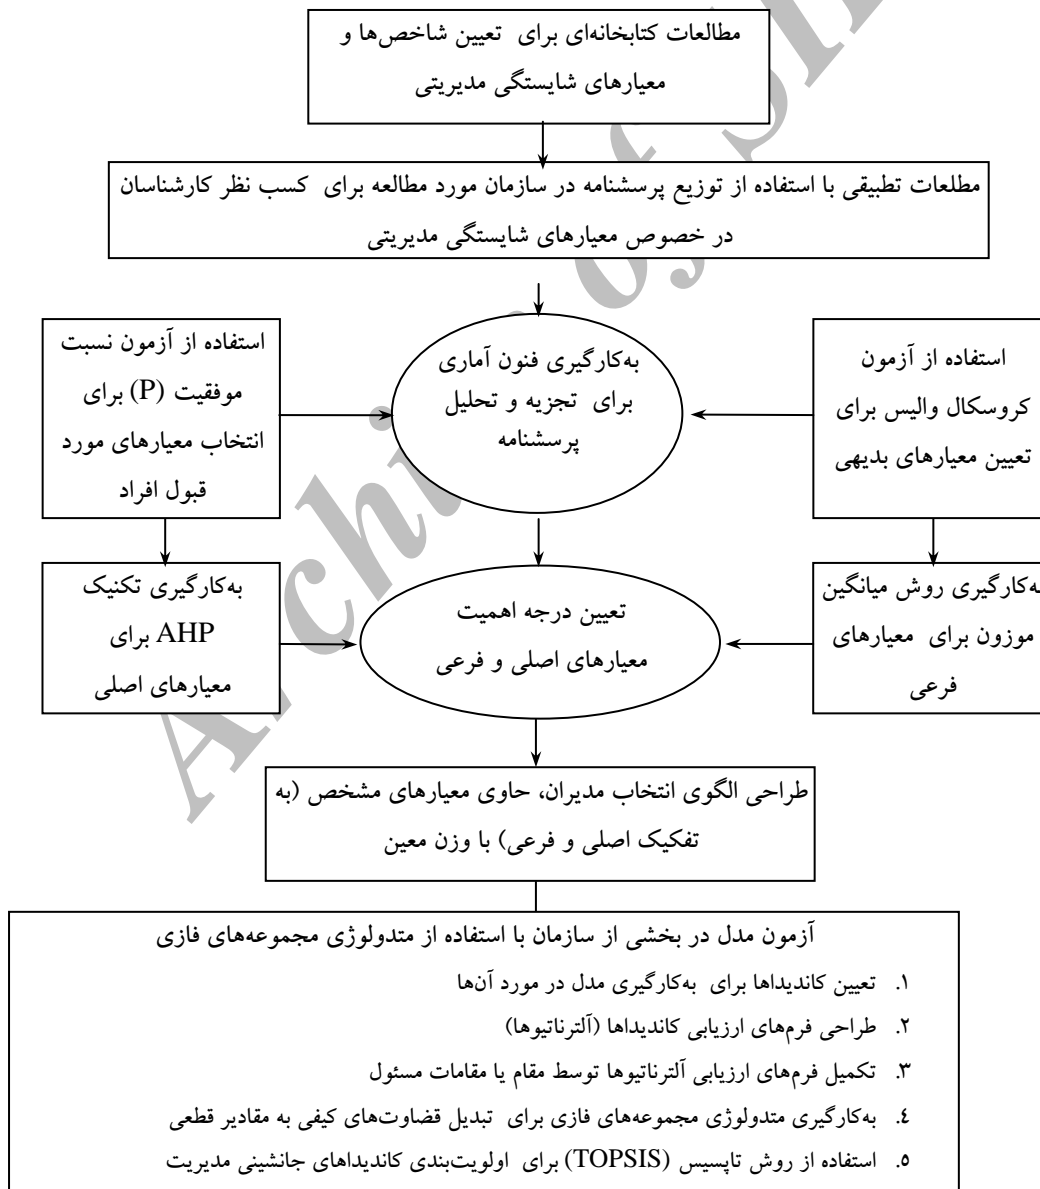 مطالعات کتابخانه‌ای برای تعیین شاخص‌ها و
معیارهای شایستگی مدیریتی
مطلعات تطبیقی با استفاده از توزیع پرسشنامه در سازمان مورد مطالعه برای کسب نظر کارشناسان
در خصوص معیارهای شایستگی مدیریتی
استفاده از آزمون
کروسکال والیس برای
تعیین معیارهای بدیهی
به‌کارگیری فنون آماری
برای تجزیه و تحلیل
پرسشنامه
استفاده از آزمون نسبت
موفقیت (P) برای
انتخاب معیارهای مورد
قبول افراد
به‌کارگیری روش میانگین
موزون برای معیارهای
فرعی
تعیین درجه اهمیت
معیارهای اصلی و فرعی
به‌کارگیری تکنیک
AHP برای
معیارهای اصلی
طراحی الگوی انتخاب مدیران، حاوی معیارهای مشخص (به
تفکیک اصلی و فرعی) با وزن معین
آزمون مدل در بخشی از سازمان با استفاده از متدولوژی مجموعه‌های فازی
۱. تعیین کاندیداها برای به‌کارگیری مدل در مورد آن‌ها
۲. طراحی فرم‌های ارزیابی کاندیداها (آلترناتیوها)
۳. تکمیل فرم‌های ارزیابی آلترناتیوها توسط مقام یا مقامات مسئول
٤. به‌کارگیری متدولوژی مجموعه‌های فازی برای تبدیل قضاوت‌های کیفی به مقادیر قطعی
٥. استفاده از روش تاپسیس (TOPSIS) برای اولویت‌بندی کاندیداهای جانشینی مدیریت
Archive of